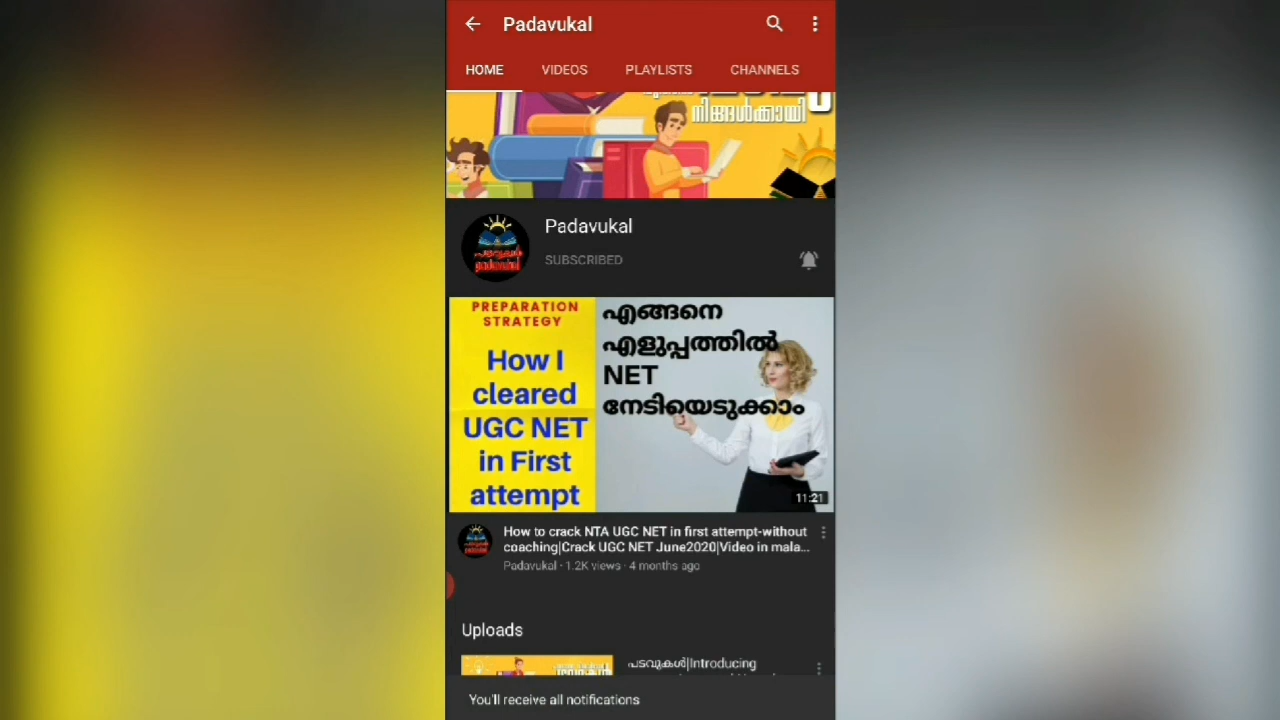 Padavukal
HOME VIDEOS PLAYLISTS CHANNELS
നിങ്ങൾക്കായി
Padavukal
SUBSCRIBED
PREPARATION
STRATEGY
How I
cleared
UGC NET
in First
attempt
എങ്ങനെ
എളുപ്പത്തിൽ
NET
നേടിയെടുക്കാം
11:21
How to crack NTA UGC NET in first attempt-without
coaching|Crack UGC NET June2020|Video in mala...
Padavukal · 1.2K views · 4 months ago
Uploads
പടവുകൾ|Introducing
You'll receive all notifications